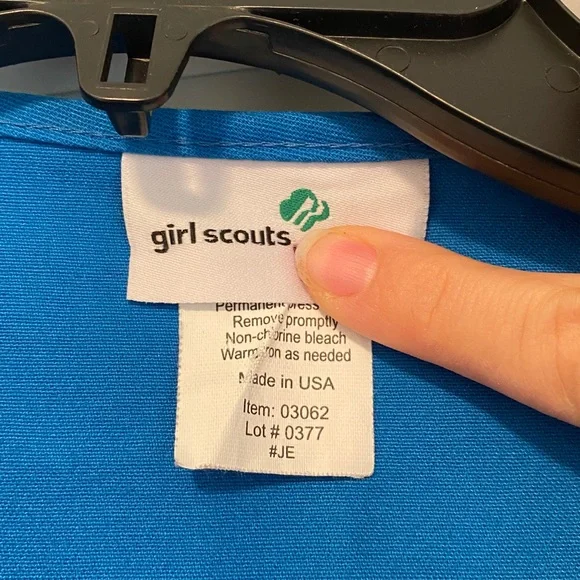 girl scouts
Permanent press
Remove promptly
Non-chlorine bleach
Warm iron as needed
Made in USA
Item: 03062
Lot # 0377
#JE